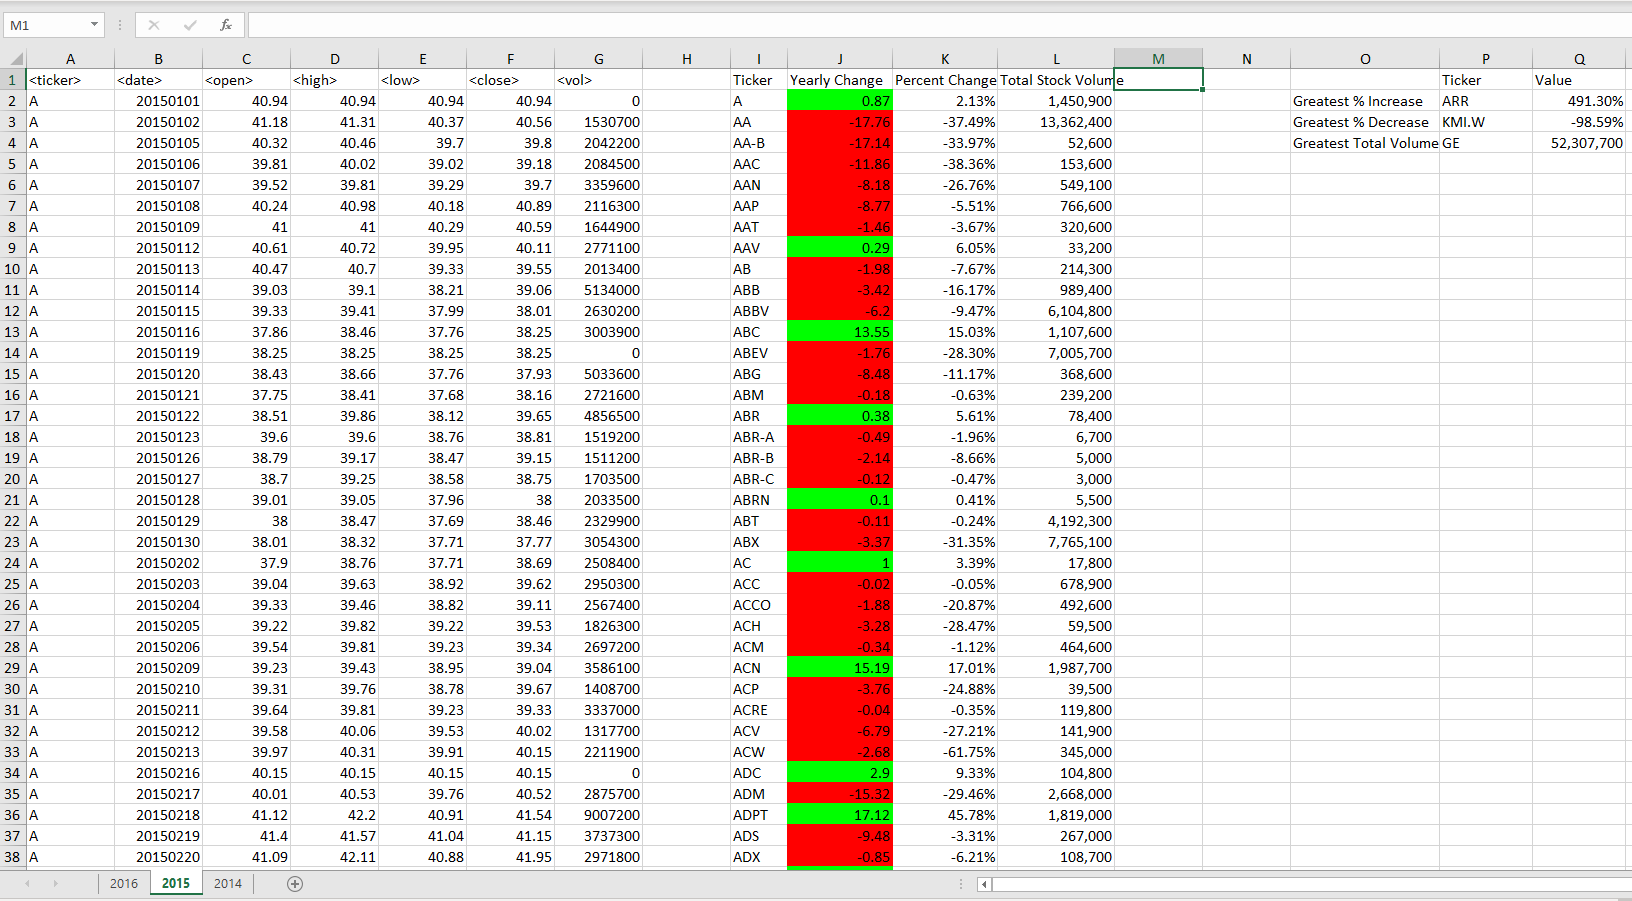 M1 fx
A B C D E F G H I J K L M N O P Q
1 <ticker> <date> <open> <high> <low> <close> <vol> Ticker Yearly Change Percent Change Total Stock Volume Ticker Value
2 A 20150101 40.94 40.94 40.94 40.94 0 A 0.87 2.13% 1,450,900 Greatest % Increase ARR 491.30%
3 A 20150102 41.18 41.31 40.37 40.56 1530700 AA -17.76 -37.49% 13,362,400 Greatest % Decrease KMI.W -98.59%
4 A 20150105 40.32 40.46 39.7 39.8 2042200 AA-B -17.14 -33.97% 52,600 Greatest Total Volume GE 52,307,700
5 A 20150106 39.81 40.02 39.02 39.18 2084500 AAC -11.86 -38.36% 153,600
6 A 20150107 39.52 39.81 39.29 39.7 3359600 AAN -8.18 -26.76% 549,100
7 A 20150108 40.24 40.98 40.18 40.89 2116300 AAP -8.77 -5.51% 766,600
8 A 20150109 41 41 40.29 40.59 1644900 AAT -1.46 -3.67% 320,600
9 A 20150112 40.61 40.72 39.95 40.11 2771100 AAV 0.29 6.05% 33,200
10 A 20150113 40.47 40.7 39.33 39.55 2013400 AB -1.98 -7.67% 214,300
11 A 20150114 39.03 39.1 38.21 39.06 5134000 ABB -3.42 -16.17% 989,400
12 A 20150115 39.33 39.41 37.99 38.01 2630200 ABBV -6.2 -9.47% 6,104,800
13 A 20150116 37.86 38.46 37.76 38.25 3003900 ABC 13.55 15.03% 1,107,600
14 A 20150119 38.25 38.25 38.25 38.25 0 ABEV -1.76 -28.30% 7,005,700
15 A 20150120 38.43 38.66 37.76 37.93 5033600 ABG -8.48 -11.17% 368,600
16 A 20150121 37.75 38.41 37.68 38.16 2721600 ABM -0.18 -0.63% 239,200
17 A 20150122 38.51 39.86 38.12 39.65 4856500 ABR 0.38 5.61% 78,400
18 A 20150123 39.6 39.6 38.76 38.81 1519200 ABR-A -0.49 -1.96% 6,700
19 A 20150126 38.79 39.17 38.47 39.15 1511200 ABR-B -2.14 -8.66% 5,000
20 A 20150127 38.7 39.25 38.58 38.75 1703500 ABR-C -0.12 -0.47% 3,000
21 A 20150128 39.01 39.05 37.96 38 2033500 ABRN 0.1 0.41% 5,500
22 A 20150129 38 38.47 37.69 38.46 2329900 ABT -0.11 -0.24% 4,192,300
23 A 20150130 38.01 38.32 37.71 37.77 3054300 ABX -3.37 -31.35% 7,765,100
24 A 20150202 37.9 38.76 37.71 38.69 2508400 AC 1 3.39% 17,800
25 A 20150203 39.04 39.63 38.92 39.62 2950300 ACC -0.02 -0.05% 678,900
26 A 20150204 39.33 39.46 38.82 39.11 2567400 ACCO -1.88 -20.87% 492,600
27 A 20150205 39.22 39.82 39.22 39.53 1826300 ACH -3.28 -28.47% 59,500
28 A 20150206 39.54 39.81 39.23 39.34 2697200 ACM -0.34 -1.12% 464,600
29 A 20150209 39.23 39.43 38.95 39.04 3586100 ACN 15.19 17.01% 1,987,700
30 A 20150210 39.31 39.76 38.78 39.67 1408700 ACP -3.76 -24.88% 39,500
31 A 20150211 39.64 39.81 39.23 39.33 3337000 ACRE -0.04 -0.35% 119,800
32 A 20150212 39.58 40.06 39.53 40.02 1317700 ACV -6.79 -27.21% 141,900
33 A 20150213 39.97 40.31 39.91 40.15 2211900 ACW -2.68 -61.75% 345,000
34 A 20150216 40.15 40.15 40.15 40.15 0 ADC 2.9 9.33% 104,800
35 A 20150217 40.01 40.53 39.76 40.52 2875700 ADM -15.32 -29.46% 2,668,000
36 A 20150218 41.12 42.2 40.91 41.54 9007200 ADPT 17.12 45.78% 1,819,000
37 A 20150219 41.4 41.57 41.04 41.15 3737300 ADS -9.48 -3.31% 267,000
38 A 20150220 41.09 42.11 40.88 41.95 2971800 ADX -0.85 -6.21% 108,700
2016 2015 2014